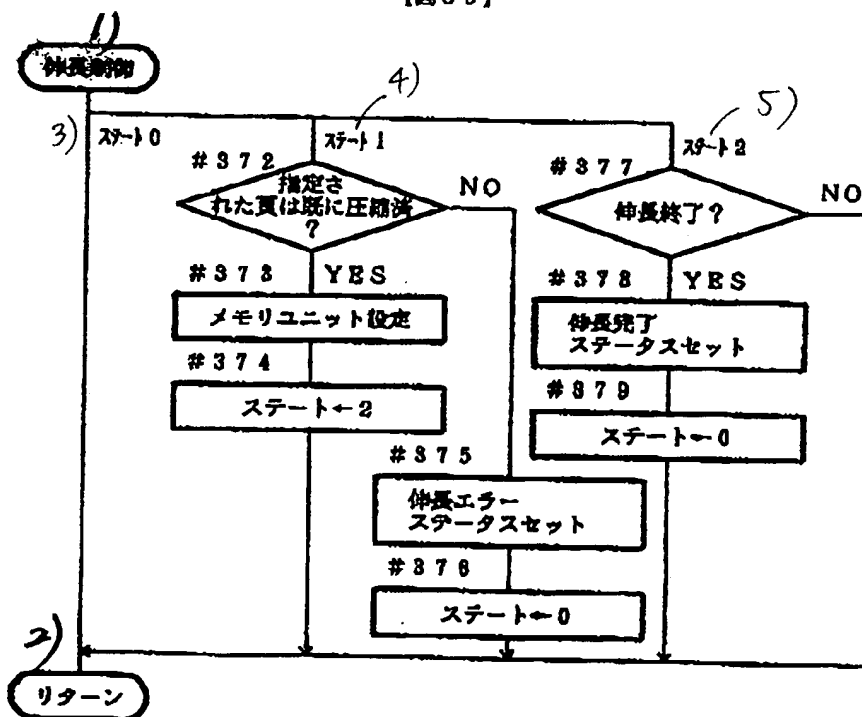 1)
伸長制御
3) ステート0
4)
ステート1
5)
ステート2
#372
指定さ
れた頁は既に圧縮済
?
NO
#377
伸長終了?
NO
#373 YES
メモリユニット設定
#374
ステート←2
#375
伸長エラー
ステータスセット
#376
ステート←0
#378 YES
伸長完了
ステータスセット
#379
ステート←0
2)
リターン